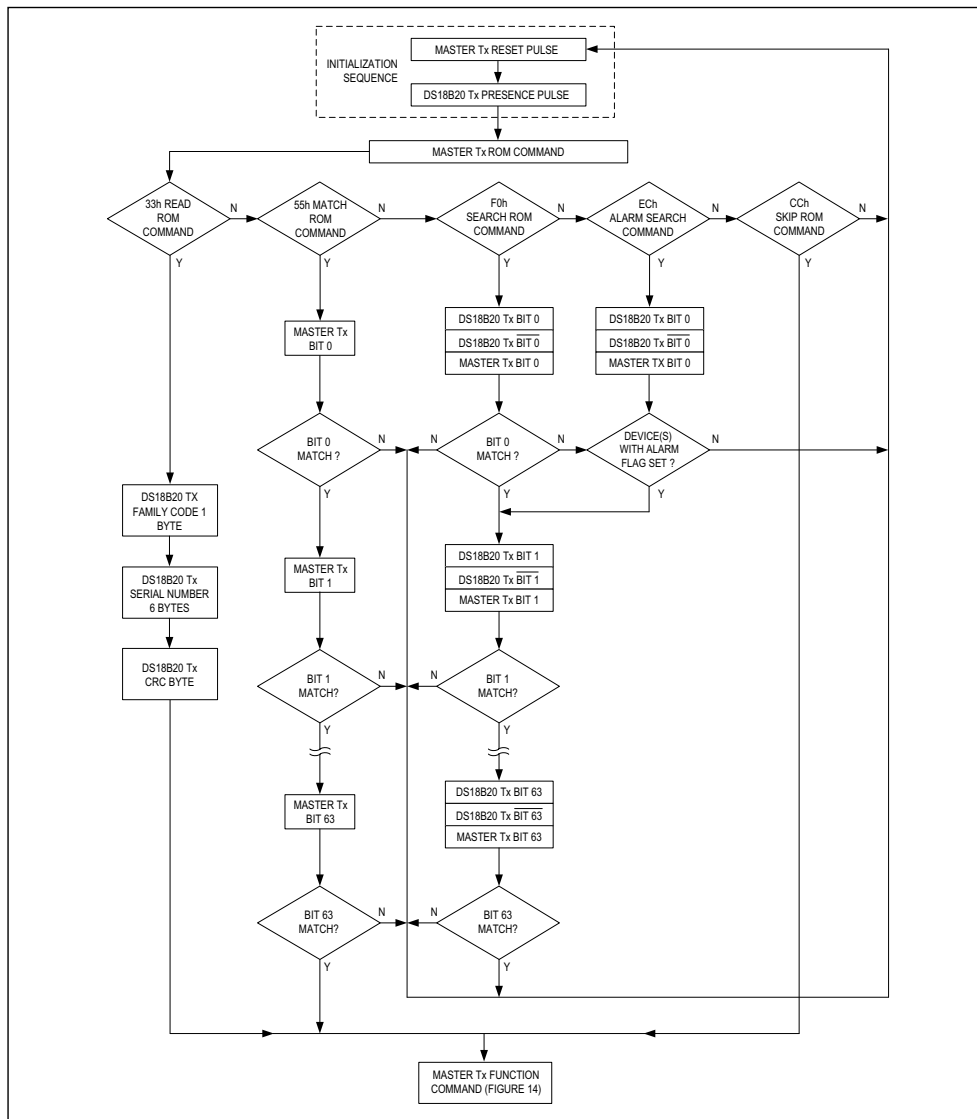 MASTER Tx RESET PULSE
INITIALIZATION
SEQUENCE
DS18B20 Tx PRESENCE PULSE
MASTER Tx ROM COMMAND
33h READ
ROM
COMMAND
N
Y
55h MATCH
ROM
COMMAND
N
Y
F0h
SEARCH ROM
COMMAND
N
Y
ECh
ALARM SEARCH
COMMAND
N
Y
CCh
SKIP ROM
COMMAND
N
Y
MASTER Tx
BIT 0
DS18B20 Tx BIT 0
DS18B20 Tx B̅I̅T̅ ̅0̅
MASTER Tx BIT 0
DS18B20 Tx BIT 0
DS18B20 Tx B̅I̅T̅ ̅0̅
MASTER TX BIT 0
BIT 0
MATCH ?
N
Y
N
BIT 0
MATCH ?
N
Y
DEVICE(S)
WITH ALARM
FLAG SET ?
N
Y
DS18B20 TX
FAMILY CODE 1
BYTE
DS18B20 Tx
SERIAL NUMBER
6 BYTES
DS18B20 Tx
CRC BYTE
MASTER Tx
BIT 1
DS18B20 Tx BIT 1
DS18B20 Tx B̅I̅T̅ ̅1̅
MASTER Tx BIT 1
BIT 1
MATCH?
N
Y
N
BIT 1
MATCH?
Y
MASTER Tx
BIT 63
DS18B20 Tx BIT 63
DS18B20 Tx B̅I̅T̅ ̅6̅3̅
MASTER Tx BIT 63
BIT 63
MATCH?
N
Y
N
BIT 63
MATCH?
Y
MASTER Tx FUNCTION
COMMAND (FIGURE 14)